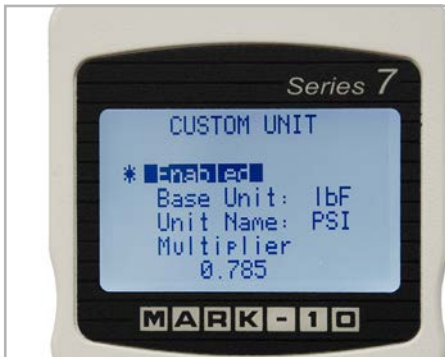 Series 7
CUSTOM UNIT
* Enabled
Base Unit: lbF
Unit Name: PSI
Multiplier
0.785
MARK-10